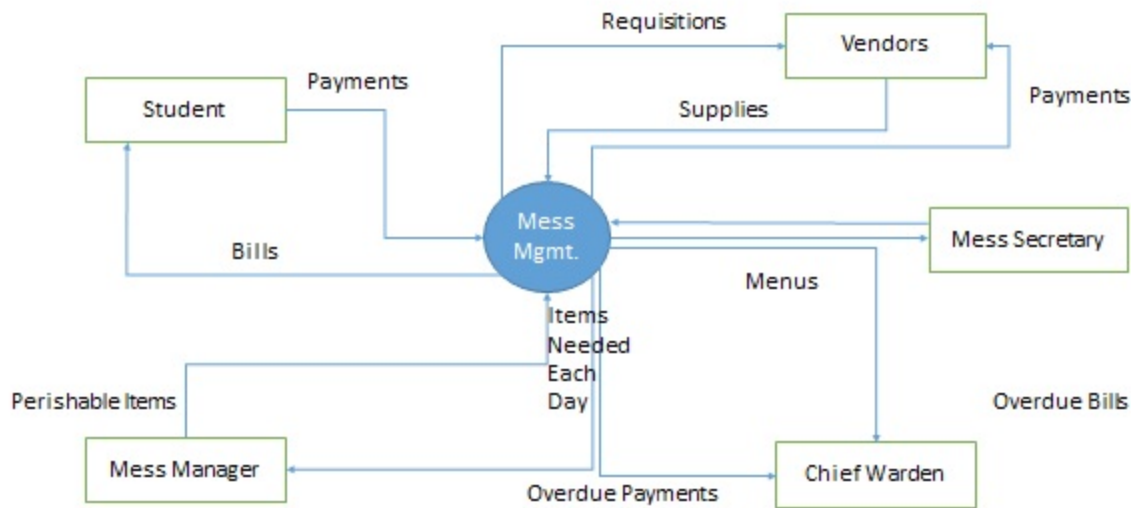 Requisitions
Vendors
Payments
Student
Supplies
Payments
Mess
Mgmt.
Mess Secretary
Bills
Menus
Items
Needed
Each
Day
Perishable Items
Overdue Bills
Mess Manager
Chief Warden
Overdue Payments